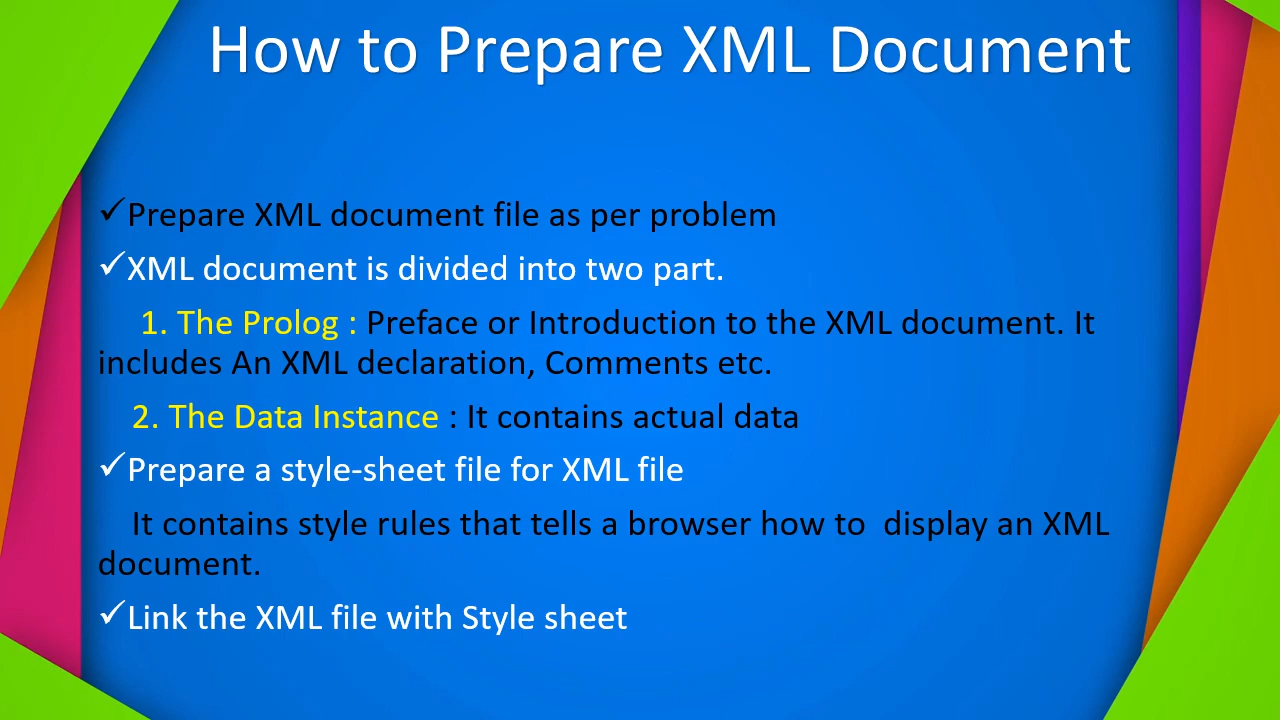 How to Prepare XML Document
✓Prepare XML document file as per problem
✓XML document is divided into two part.
1. The Prolog : Preface or Introduction to the XML document. It
includes An XML declaration, Comments etc.
2. The Data Instance : It contains actual data
✓Prepare a style-sheet file for XML file
It contains style rules that tells a browser how to  display an XML
document.
✓Link the XML file with Style sheet